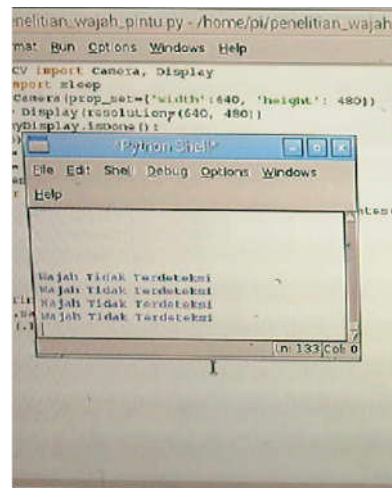 enelitian_wajah_pintu.py - /home/pi/penelitian_wajah
mat Run Options Windows Help
CV import Camera, Display
mport sleep
Camera(prop_set={'width':640, 'height': 480})
Display(resolution=(640, 480))
yDisplay.isDone():
*Python Shell*
File Edit Shell Debug Options Windows
Help
Wajah Tidak Terdeteksi
Wajah Tidak Terdeteksi
Wajah Tidak Terdeteksi
Wajah Tidak Terdeteksi
Ln: 133 Col: 0